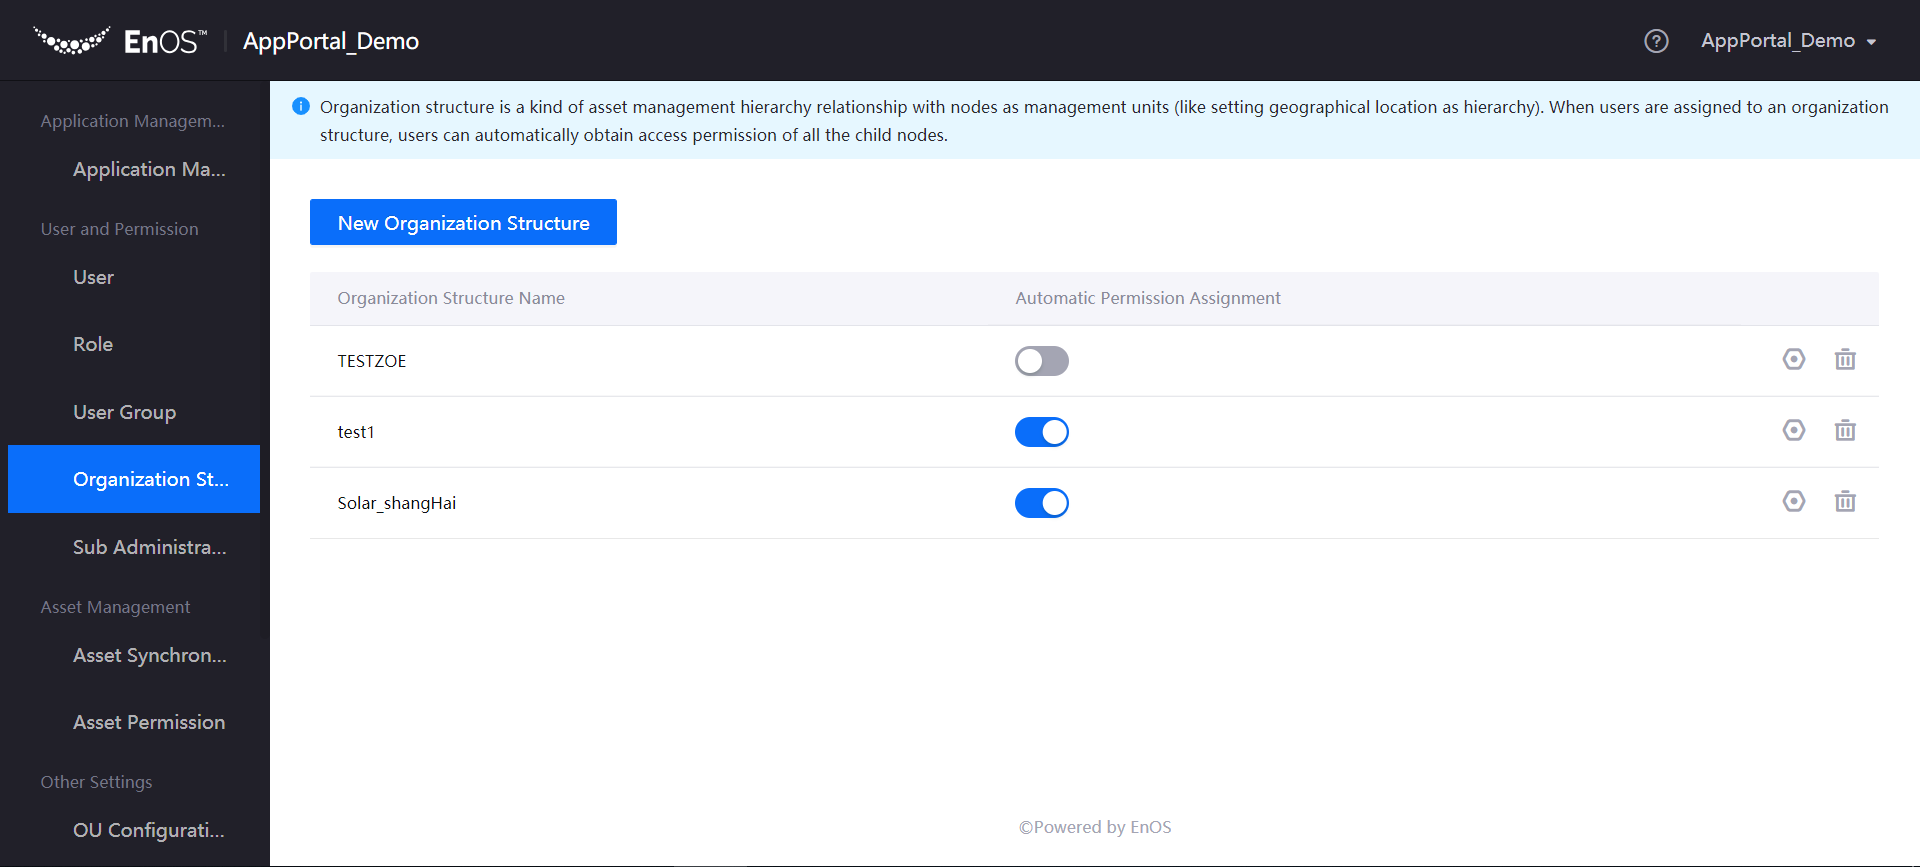 EnOS™ AppPortal_Demo
AppPortal_Demo
Application Managem...
Application Ma...
User and Permission
User
Role
User Group
Organization St...
Sub Administra...
Asset Management
Asset Synchron...
Asset Permission
Other Settings
OU Configurati...
Organization structure is a kind of asset management hierarchy relationship with nodes as management units (like setting geographical location as hierarchy). When users are assigned to an organization
structure, users can automatically obtain access permission of all the child nodes.
New Organization Structure
Organization Structure Name Automatic Permission Assignment
TESTZOE
test1
Solar_shangHai
©Powered by EnOS